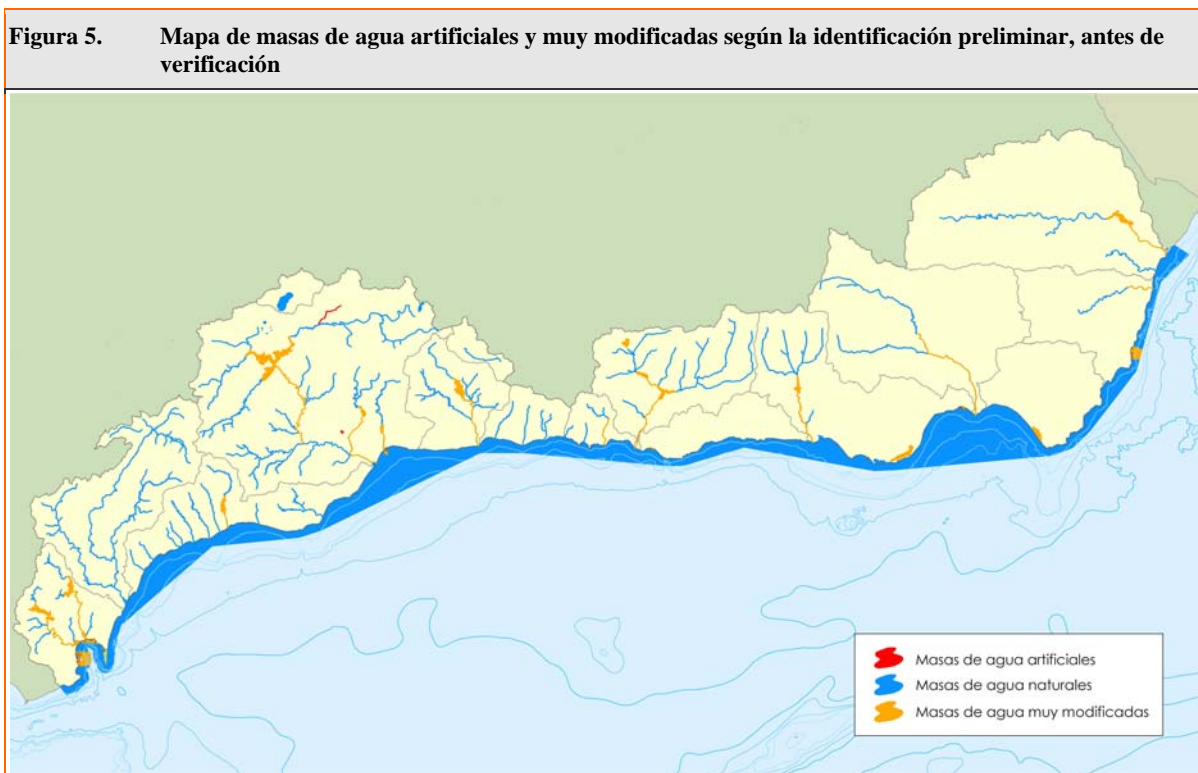 Figura 5. Mapa de masas de agua artificiales y muy modificadas según la identificación preliminar, antes de
verificación
Masas de agua artificiales
Masas de agua naturales
Masas de agua muy modificadas